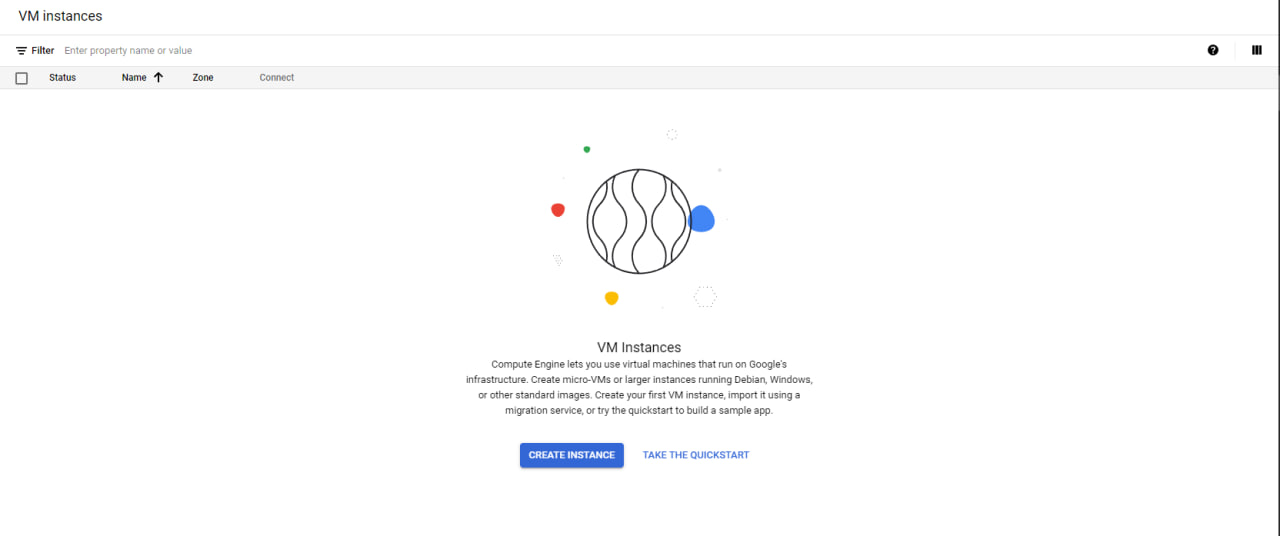 VM instances
Filter Enter property name or value
Status Name Zone Connect
VM Instances
Compute Engine lets you use virtual machines that run on Google's
infrastructure. Create micro-VMs or larger instances running Debian, Windows,
or other standard images. Create your first VM instance, import it using a
migration service, or try the quickstart to build a sample app.
CREATE INSTANCE TAKE THE QUICKSTART